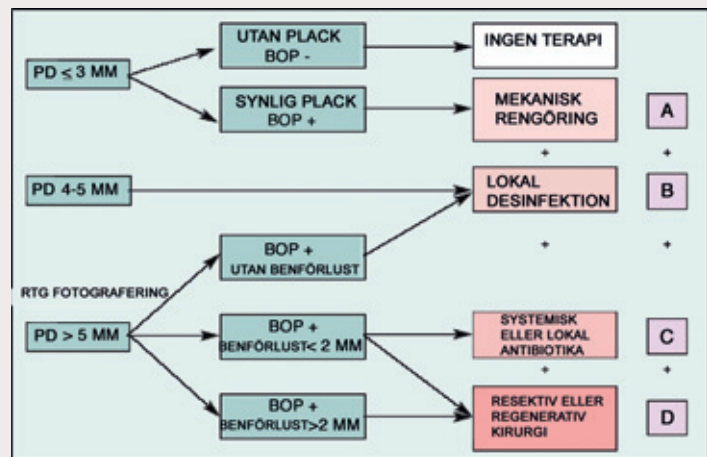 UTAN PLACK
BOP -
INGEN TERAPI
PD ≤ 3 MM
SYNLIG PLACK
BOP +
MEKANISK
RENGÖRING
A
+ +
PD 4-5 MM
LOKAL
DESINFEKTION
B
+ +
BOP +
UTAN BENFÖRLUST
RTG FOTOGRAFERING
PD > 5 MM
BOP +
BENFÖRLUST< 2 MM
SYSTEMISK
ELLER LOKAL
ANTIBIOTIKA
C
+ +
BOP +
BENFÖRLUST>2 MM
RESEKTIV ELLER
REGENERATIV
KIRURGI
D